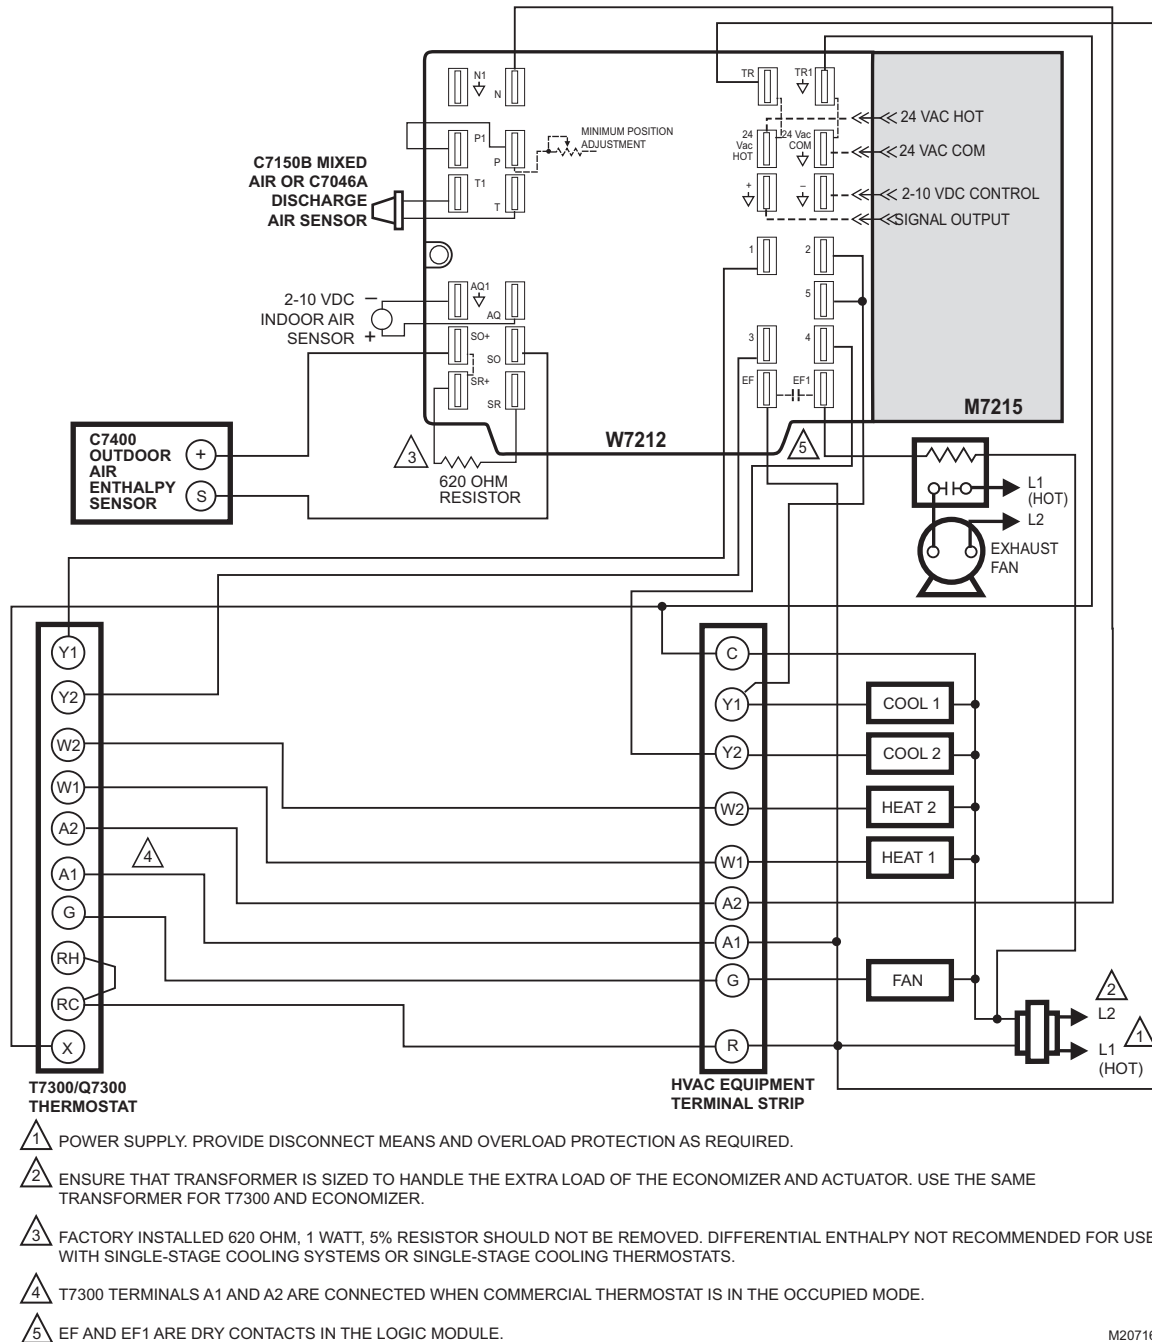 N1
N
TR
TR1
24 VAC HOT
P1
P
MINIMUM POSITION
ADJUSTMENT
24
Vac
HOT
24 Vac
COM
24 VAC COM
C7150B MIXED
AIR OR C7046A
DISCHARGE
AIR SENSOR
T1
T
+
–
2-10 VDC CONTROL
SIGNAL OUTPUT
1
2
2-10 VDC
INDOOR AIR
SENSOR
–
+
AQ1
AQ
5
SO+
SO
3
4
SR+
SR
EF
EF1
M7215
W7212
C7400
OUTDOOR
AIR
ENTHALPY
SENSOR
+
S
3
620 OHM
RESISTOR
5
L1
(HOT)
L2
EXHAUST
FAN
Y1
Y2
W2
W1
A2
A1
G
RH
RC
X
4
T7300/Q7300
THERMOSTAT
C
Y1
Y2
W2
W1
A2
A1
G
R
HVAC EQUIPMENT
TERMINAL STRIP
COOL 1
COOL 2
HEAT 2
HEAT 1
FAN
2
L2
1
L1
(HOT)
1 POWER SUPPLY. PROVIDE DISCONNECT MEANS AND OVERLOAD PROTECTION AS REQUIRED.
2 ENSURE THAT TRANSFORMER IS SIZED TO HANDLE THE EXTRA LOAD OF THE ECONOMIZER AND ACTUATOR. USE THE SAME
TRANSFORMER FOR T7300 AND ECONOMIZER.
3 FACTORY INSTALLED 620 OHM, 1 WATT, 5% RESISTOR SHOULD NOT BE REMOVED. DIFFERENTIAL ENTHALPY NOT RECOMMENDED FOR USE
WITH SINGLE-STAGE COOLING SYSTEMS OR SINGLE-STAGE COOLING THERMOSTATS.
4 T7300 TERMINALS A1 AND A2 ARE CONNECTED WHEN COMMERCIAL THERMOSTAT IS IN THE OCCUPIED MODE.
5 EF AND EF1 ARE DRY CONTACTS IN THE LOGIC MODULE.
M20716